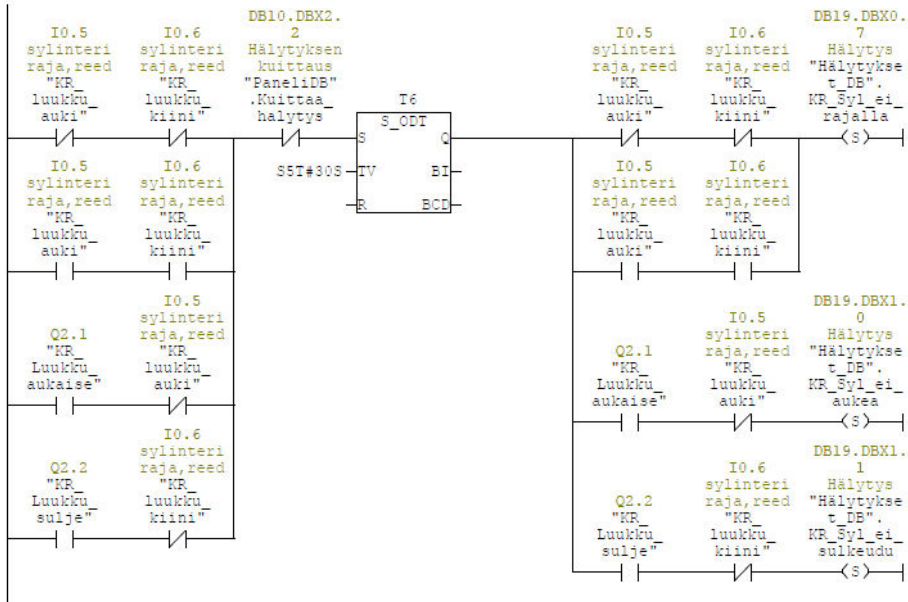 I0.5
sylinteri
raja,reed
"KR_
luukku_
auki"
I0.6
sylinteri
raja,reed
"KR_
luukku_
kiini"
DB10.DBX2.
2
Hälytyksen
kuittaus
"PaneliDB"
.Kuittaa_
halytys
T6
S_ODT
S
Q
S5T#30S
TV
BI
R
BCD
I0.5
sylinteri
raja,reed
"KR_
luukku_
auki"
I0.6
sylinteri
raja,reed
"KR_
luukku_
kiini"
DB19.DBX0.
7
Hälytys
"Hälytykse
t_DB".
KR_Syl_ei_
rajalla
(S)
I0.5
sylinteri
raja,reed
"KR_
luukku_
auki"
I0.6
sylinteri
raja,reed
"KR_
luukku_
kiini"
I0.5
sylinteri
raja,reed
"KR_
luukku_
auki"
I0.6
sylinteri
raja,reed
"KR_
luukku_
kiini"
Q2.1
"KR_
Luukku_
aukaise"
I0.5
sylinteri
raja,reed
"KR_
luukku_
auki"
Q2.1
"KR_
Luukku_
aukaise"
I0.5
sylinteri
raja,reed
"KR_
luukku_
auki"
DB19.DBX1.
0
Hälytys
"Hälytykse
t_DB".
KR_Syl_ei_
aukea
(S)
Q2.2
"KR_
Luukku_
sulje"
I0.6
sylinteri
raja,reed
"KR_
luukku_
kiini"
Q2.2
"KR_
Luukku_
sulje"
I0.6
sylinteri
raja,reed
"KR_
luukku_
kiini"
DB19.DBX1.
1
Hälytys
"Hälytykse
t_DB".
KR_Syl_ei_
sulkeudu
(S)